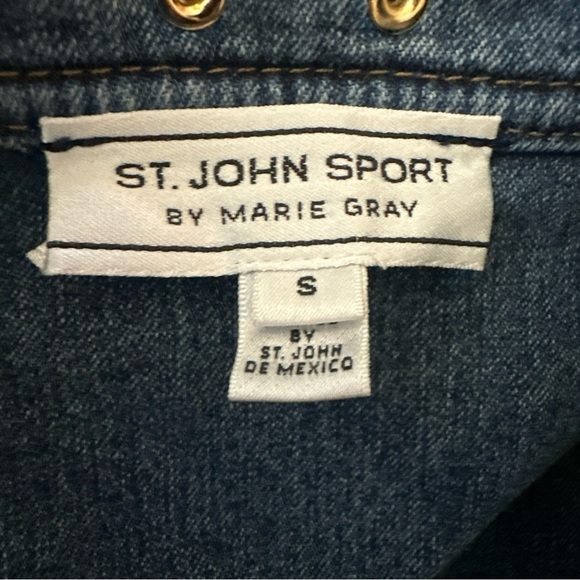 ST. JOHN SPORT
BY MARIE GRAY
S
BY
ST. JOHN
DE MEXICO